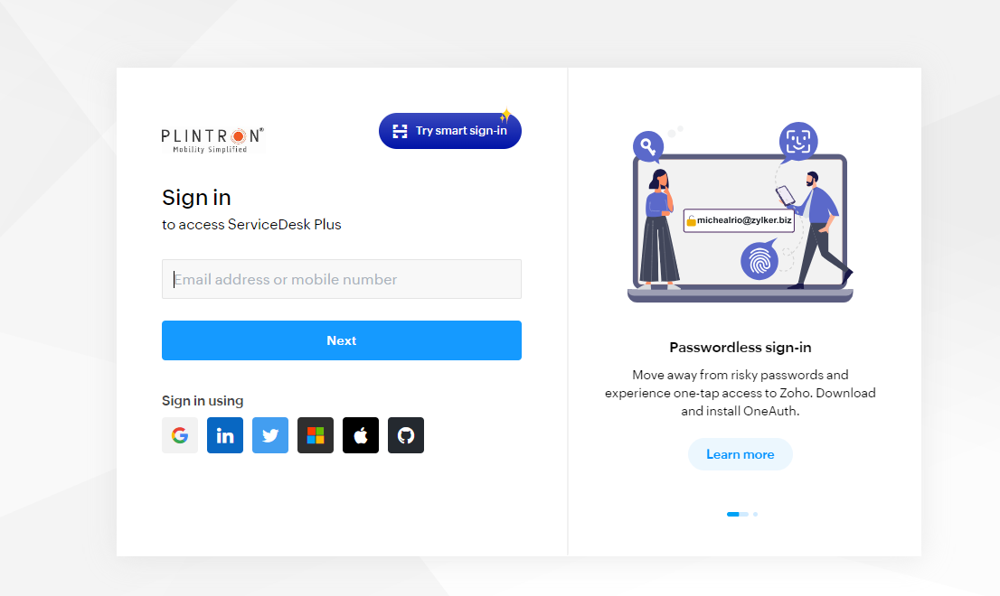 PLINTRON®
Mobility Simplified
Try smart sign-in
Sign in
to access ServiceDesk Plus
Email address or mobile number
Next
Sign in using
in
michealrio@zylker.biz
Passwordless sign-in
Move away from risky passwords and
experience one-tap access to Zoho. Download
and install OneAuth.
Learn more